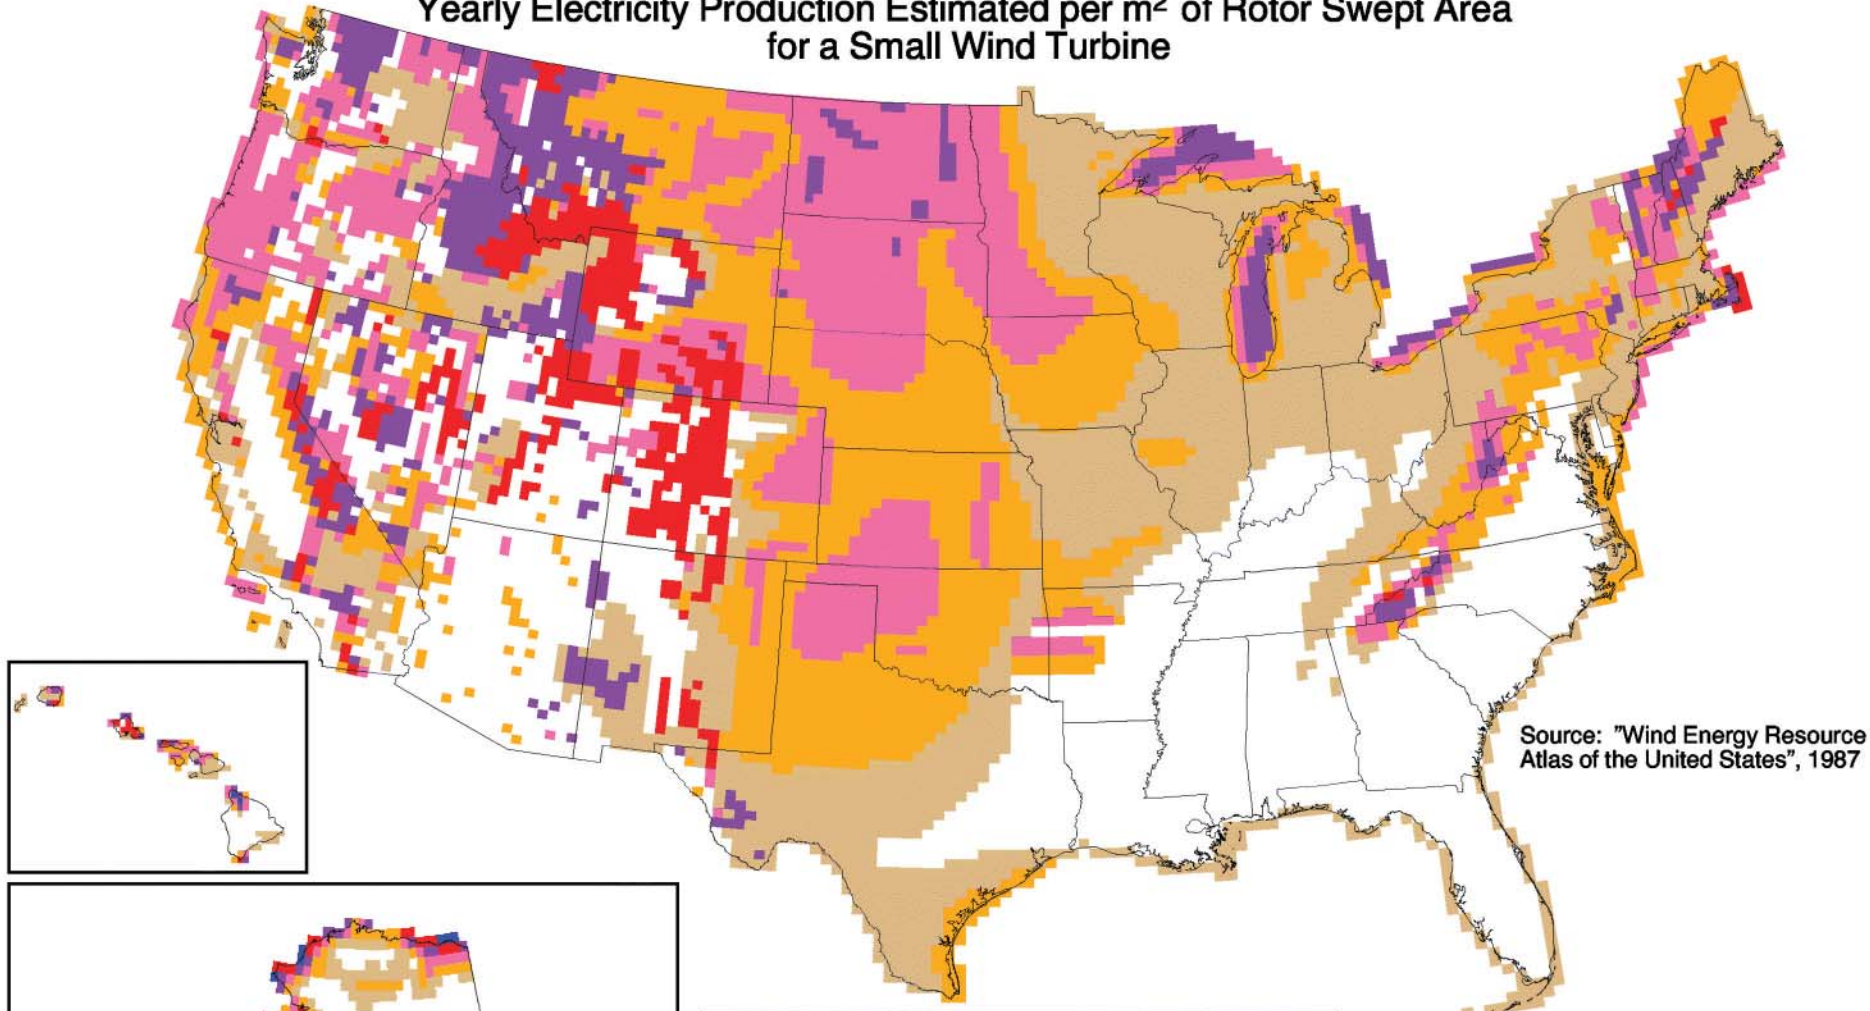 Yearly Electricity Production Estimated per m² of Rotor Swept Area
for a Small Wind Turbine
Source: "Wind Energy Resource
Atlas of the United States", 1987